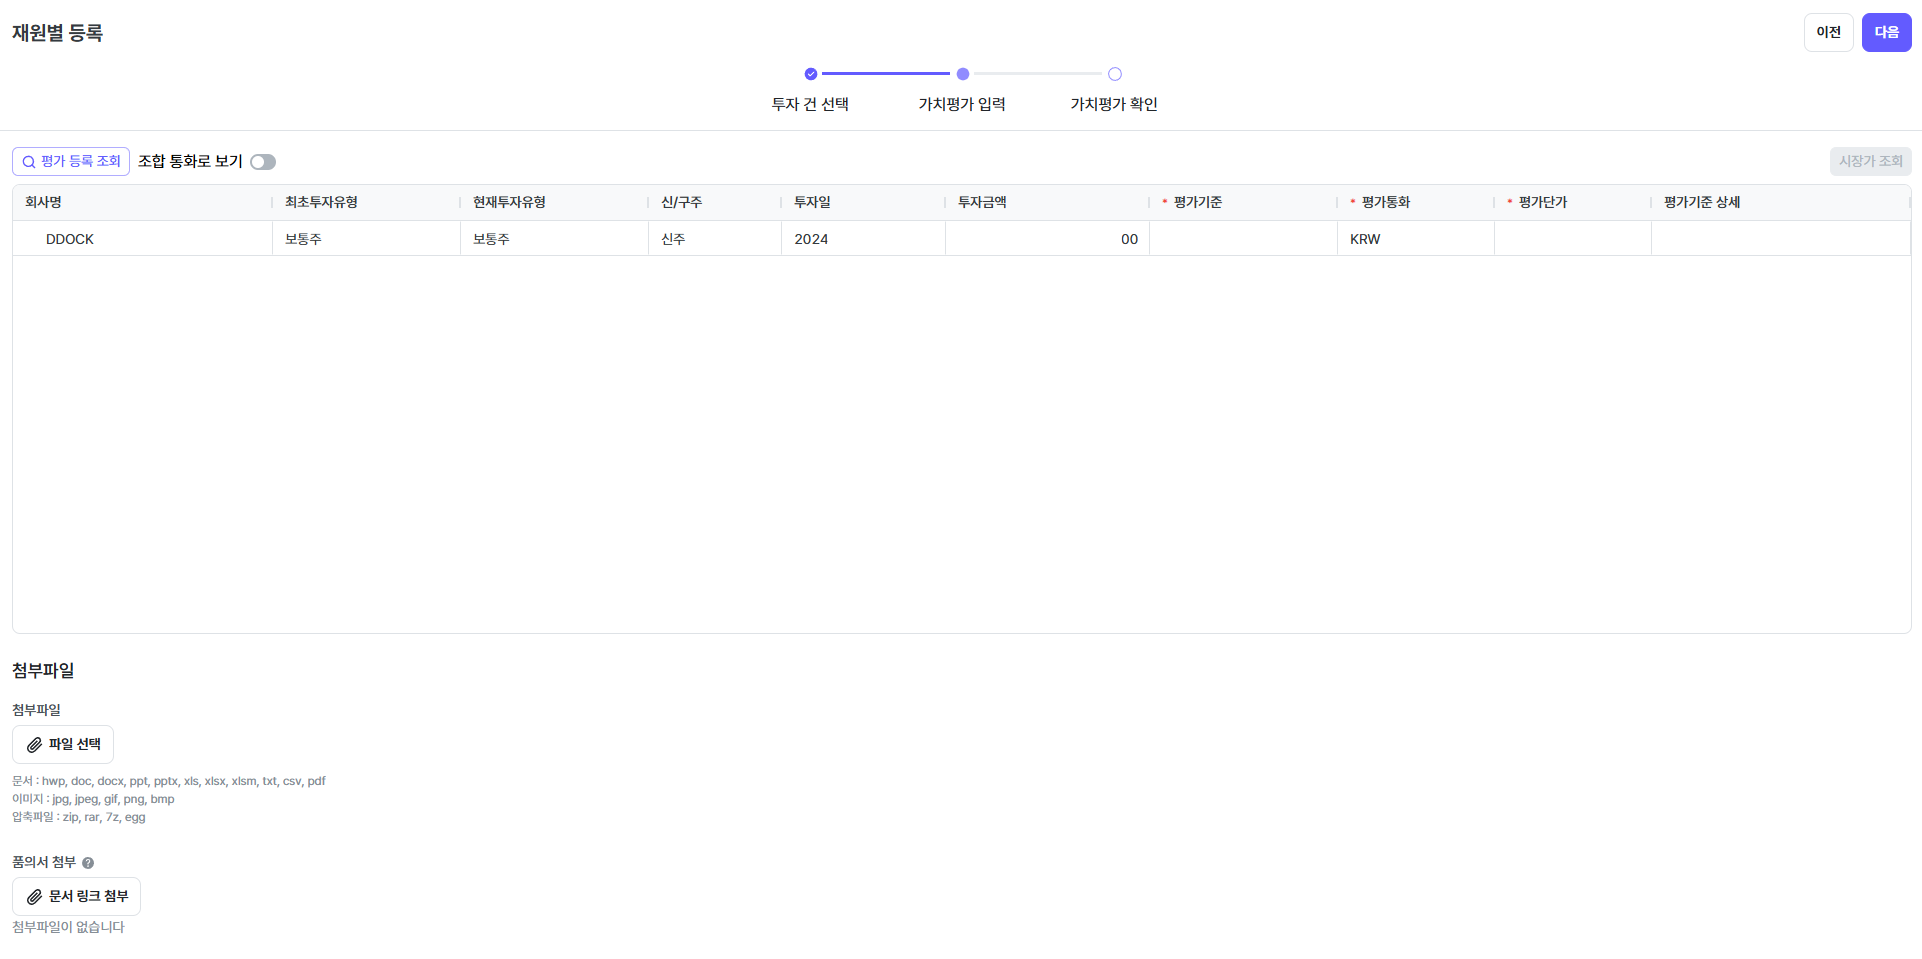 재원별 등록
이전 다음
투자 건 선택 가치평가 입력 가치평가 확인
평가 등록 조회 조합 통화로 보기 시장가 조회
회사명 최초투자유형 현재투자유형 신/구주 투자일 투자금액 * 평가기준 * 평가통화 * 평가단가 평가기준 상세
DDOCK 보통주 보통주 신주 2024 00 KRW
첨부파일
첨부파일
파일 선택
문서 : hwp, doc, docx, ppt, pptx, xls, xlsx, xlsm, txt, csv, pdf
이미지 : jpg, jpeg, gif, png, bmp
압축파일 : zip, rar, 7z, egg
품의서 첨부 ?
문서 링크 첨부
첨부파일이 없습니다